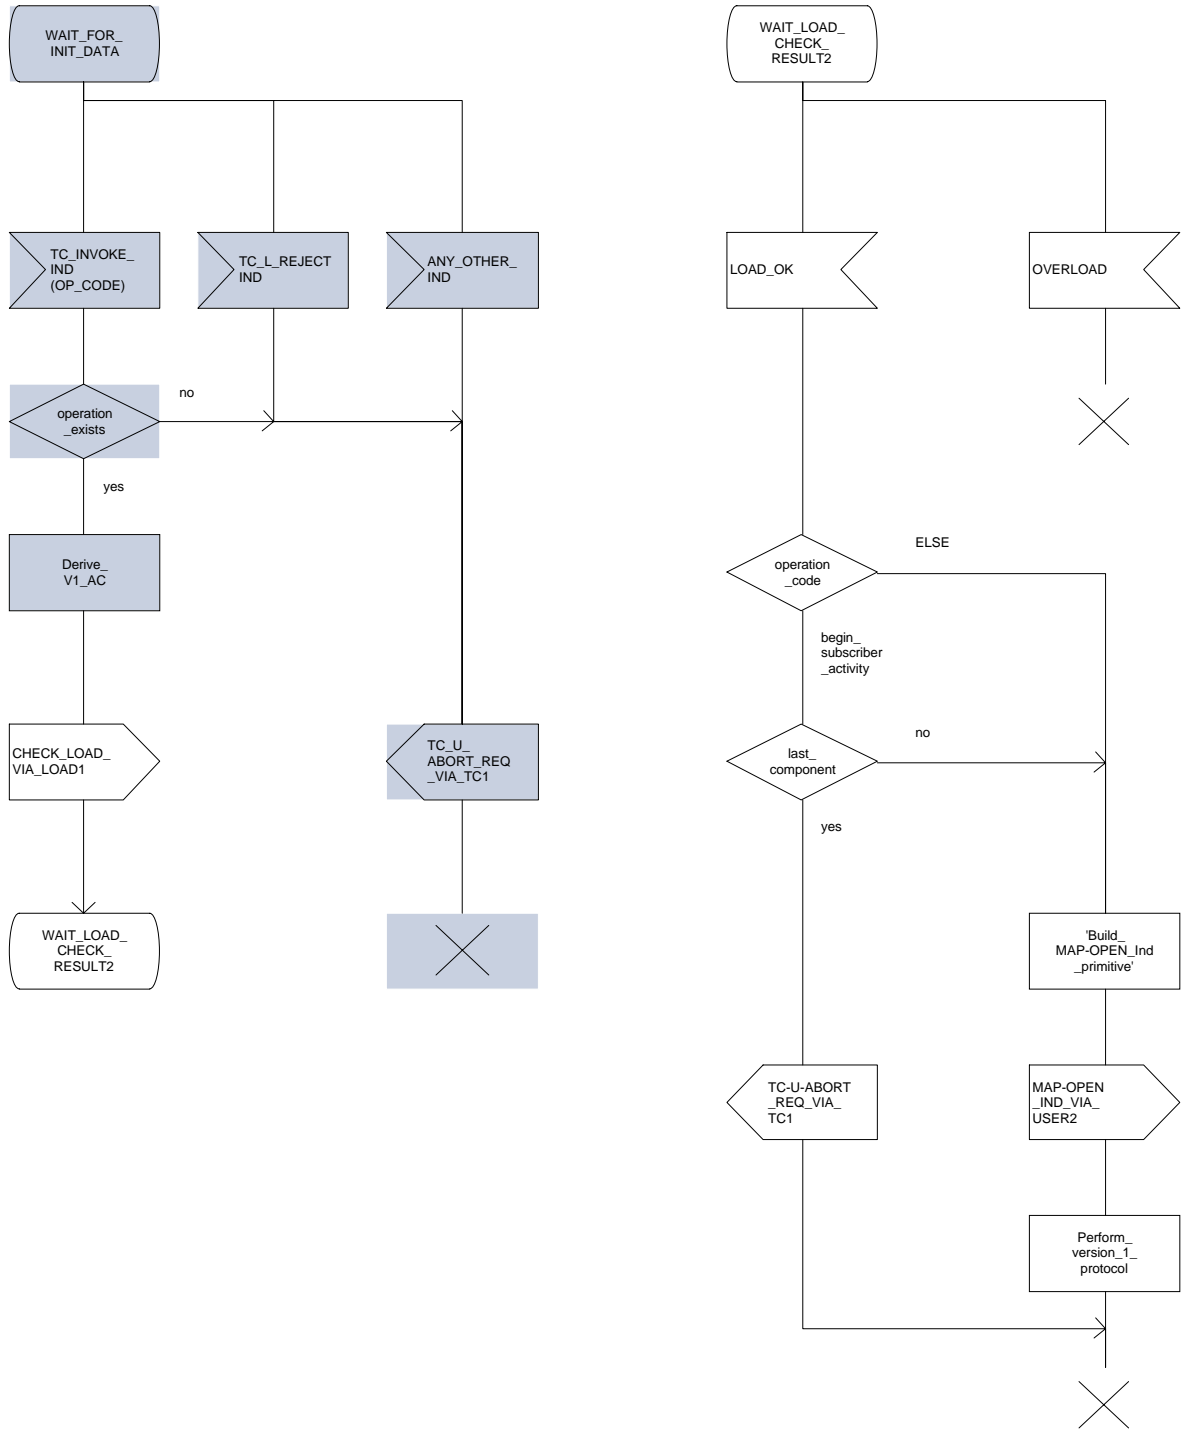 WAIT_FOR_
INIT_DATA
TC_INVOKE_
IND
(OP_CODE)
TC_L_REJECT
IND
ANY_OTHER_
IND
operation
_exists
no
yes
Derive_
V1_AC
CHECK_LOAD_
VIA_LOAD1
TC_U_
ABORT_REQ
_VIA_TC1
WAIT_LOAD_
CHECK_
RESULT2
WAIT_LOAD_
CHECK_
RESULT2
LOAD_OK
OVERLOAD
operation
_code
ELSE
begin_
subscriber
_activity
last_
component
no
yes
'Build_
MAP-OPEN_Ind
_primitive'
TC-U-ABORT
_REQ_VIA_
TC1
MAP-OPEN
_IND_VIA_
USER2
Perform_
version_1_
protocol